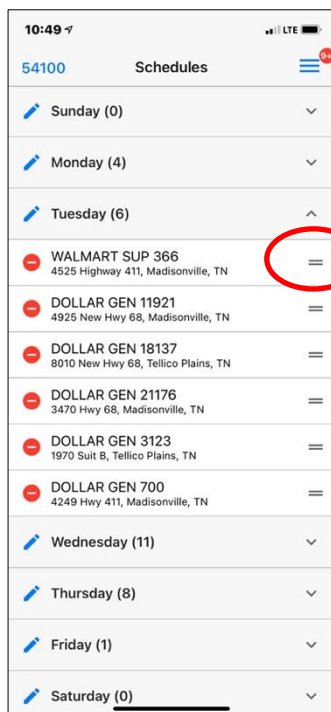 10:49
LTE
9+
54100 Schedules
Sunday (0)
Monday (4)
Tuesday (6)
WALMART SUP 366
4525 Highway 411, Madisonville, TN
DOLLAR GEN 11921
4925 New Hwy 68, Madisonville, TN
DOLLAR GEN 18137
8010 New Hwy 68, Tellico Plains, TN
DOLLAR GEN 21176
3470 Hwy 68, Madisonville, TN
DOLLAR GEN 3123
1970 Suit B, Tellico Plains, TN
DOLLAR GEN 700
4249 Hwy 411, Madisonville, TN
Wednesday (11)
Thursday (8)
Friday (1)
Saturday (0)